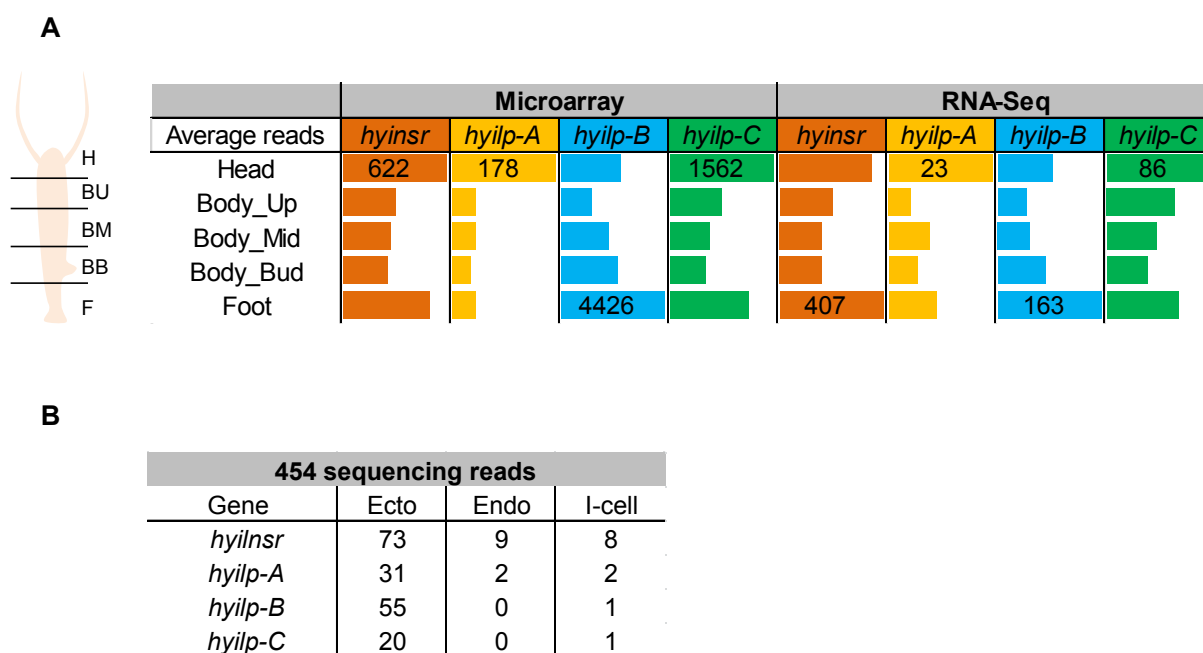 A
Microarray RNA-Seq
Average reads hyinsr hyilp-A hyilp-B hyilp-C hyinsr hyilp-A hyilp-B hyilp-C
H
Head 622 178 1562 23 86
BU
Body_Up
BM
Body_Mid
BB
Body_Bud
F
Foot 4426 407 163
B
454 sequencing reads
Gene Ecto Endo I-cell
hyilnsr 73 9 8
hyilp-A 31 2 2
hyilp-B 55 0 1
hyilp-C 20 0 1